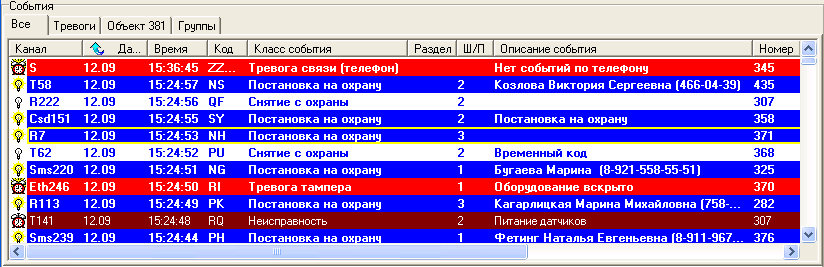 События
Все Тревоги Объект 381 Группы
Канал Да... Время Код Класс события Раздел Ш/П Описание события Номер
S 12.09 15:36:45 ZZ... Тревога связи (телефон) Нет событий по телефону 345
T58 12.09 15:24:57 NS Постановка на охрану 2 Козлова Виктория Сергеевна (466-04-39) 435
R222 12.09 15:24:56 QF Снятие с охраны 2 307
Csd151 12.09 15:24:55 SY Постановка на охрану 2 Постановка на охрану 358
R7 12.09 15:24:53 NH Постановка на охрану 3 371
T62 12.09 15:24:52 PU Снятие с охраны 2 Временный код 368
Sms220 12.09 15:24:51 NG Постановка на охрану 1 Бугаева Марина (8-921-558-55-51) 325
Eth246 12.09 15:24:50 RI Тревога тампера 1 Оборудование вскрыто 370
R113 12.09 15:24:49 PK Постановка на охрану 3 Кагарлицкая Марина Михайловна (758-... 282
T141 12.09 15:24:48 RQ Неисправность 2 Питание датчиков 307
Sms239 12.09 15:24:44 PH Постановка на охрану 1 Фетинг Наталья Евгеньевна (8-911-967... 376